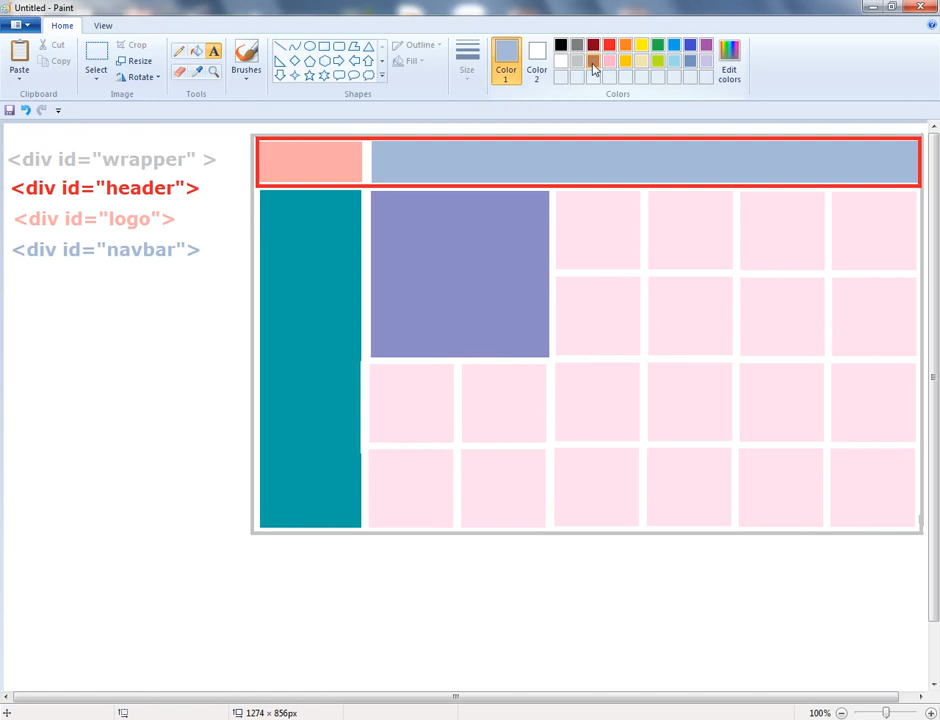 Untitled - Paint
Home
View
Paste
Cut
Copy
Clipboard
Select
Crop
Resize
Rotate
Image
A
Tools
Brushes
Shapes
Outline
Fill
Size
Color
1
Color
2
Edit
colors
Colors
<div id="wrapper" >
<div id="header">
<div id="logo">
<div id="navbar">
1274 × 856px
100%